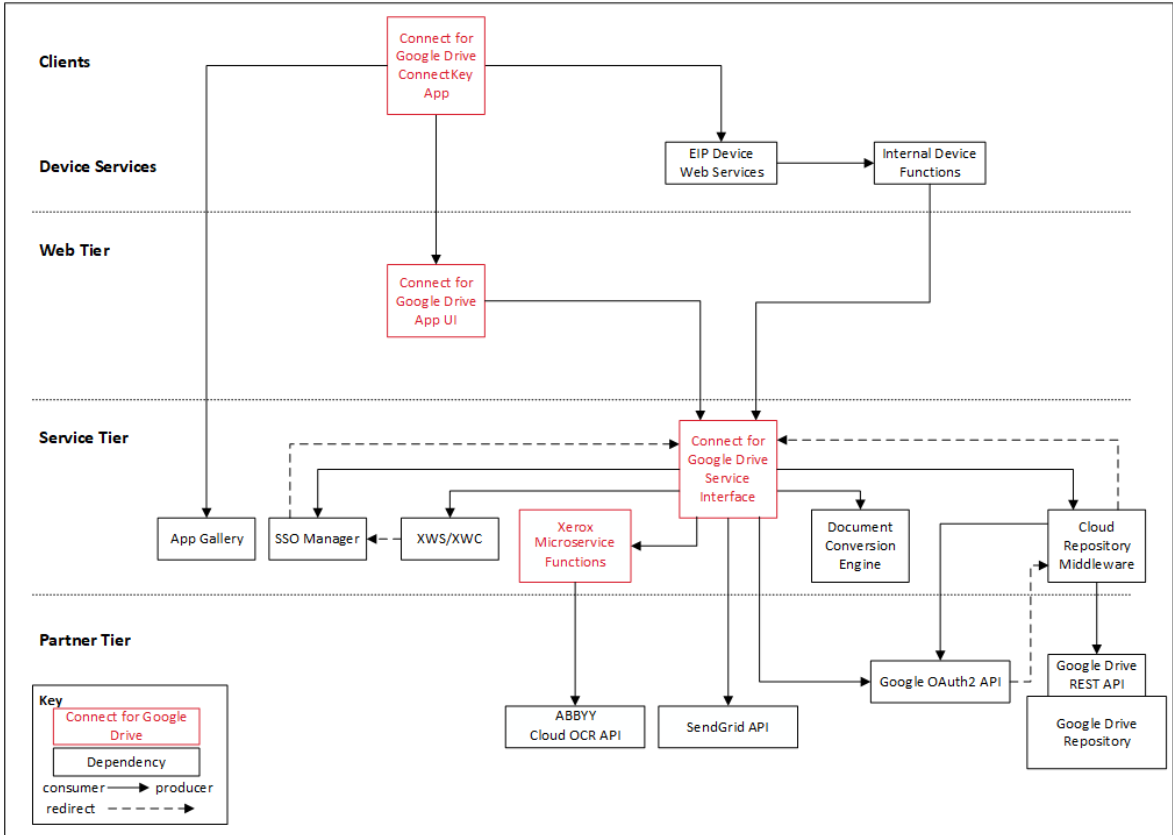 Clients
Connect for
Google Drive
ConnectKey
App
Device Services
EIP Device
Web Services
Internal Device
Functions
Web Tier
Connect for
Google Drive
App UI
Service Tier
Connect for
Google Drive
Service
Interface
App Gallery
SSO Manager
XWS/XWC
Xerox
Microservice
Functions
Document
Conversion
Engine
Cloud
Repository
Middleware
Partner Tier
Google OAuth2 API
Google Drive
REST API
Google Drive
Repository
ABBYY
Cloud OCR API
SendGrid API
Key
Connect for Google
Drive
Dependency
consumer
producer
redirect